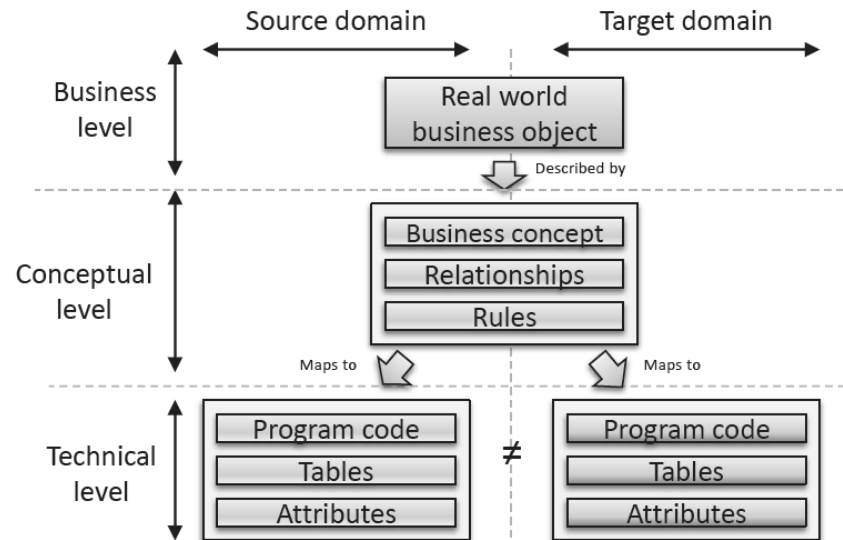 Source domain
Target domain
Business
level
Real world
business object
Described by
Conceptual
level
Business concept
Relationships
Rules
Maps to
Maps to
Technical
level
Program code
Tables
Attributes
≠
Program code
Tables
Attributes